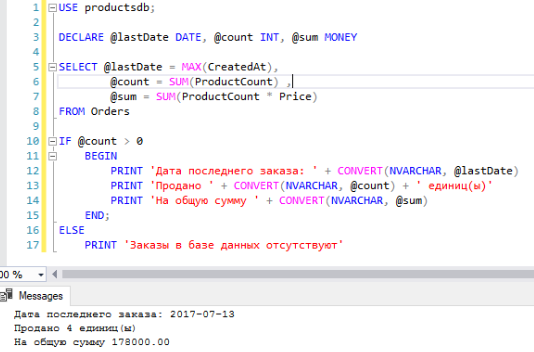 1 USE productsdb;
2
3 DECLARE @lastDate DATE, @count INT, @sum MONEY
4
5 SELECT @lastDate = MAX(CreatedAt),
6 @count = SUM(ProductCount) ,
7 @sum = SUM(ProductCount * Price)
8 FROM Orders
9
10 IF @count > 0
11 BEGIN
12 PRINT 'Дата последнего заказа: ' + CONVERT(NVARCHAR, @lastDate)
13 PRINT 'Продано ' + CONVERT(NVARCHAR, @count) + ' единиц(ы)'
14 PRINT 'На общую сумму ' + CONVERT(NVARCHAR, @sum)
15 END;
16 ELSE
17 PRINT 'Заказы в базе данных отсутствуют'
00 %
Messages
Дата последнего заказа: 2017-07-13
Продано 4 единиц(ы)
На общую сумму 178000.00